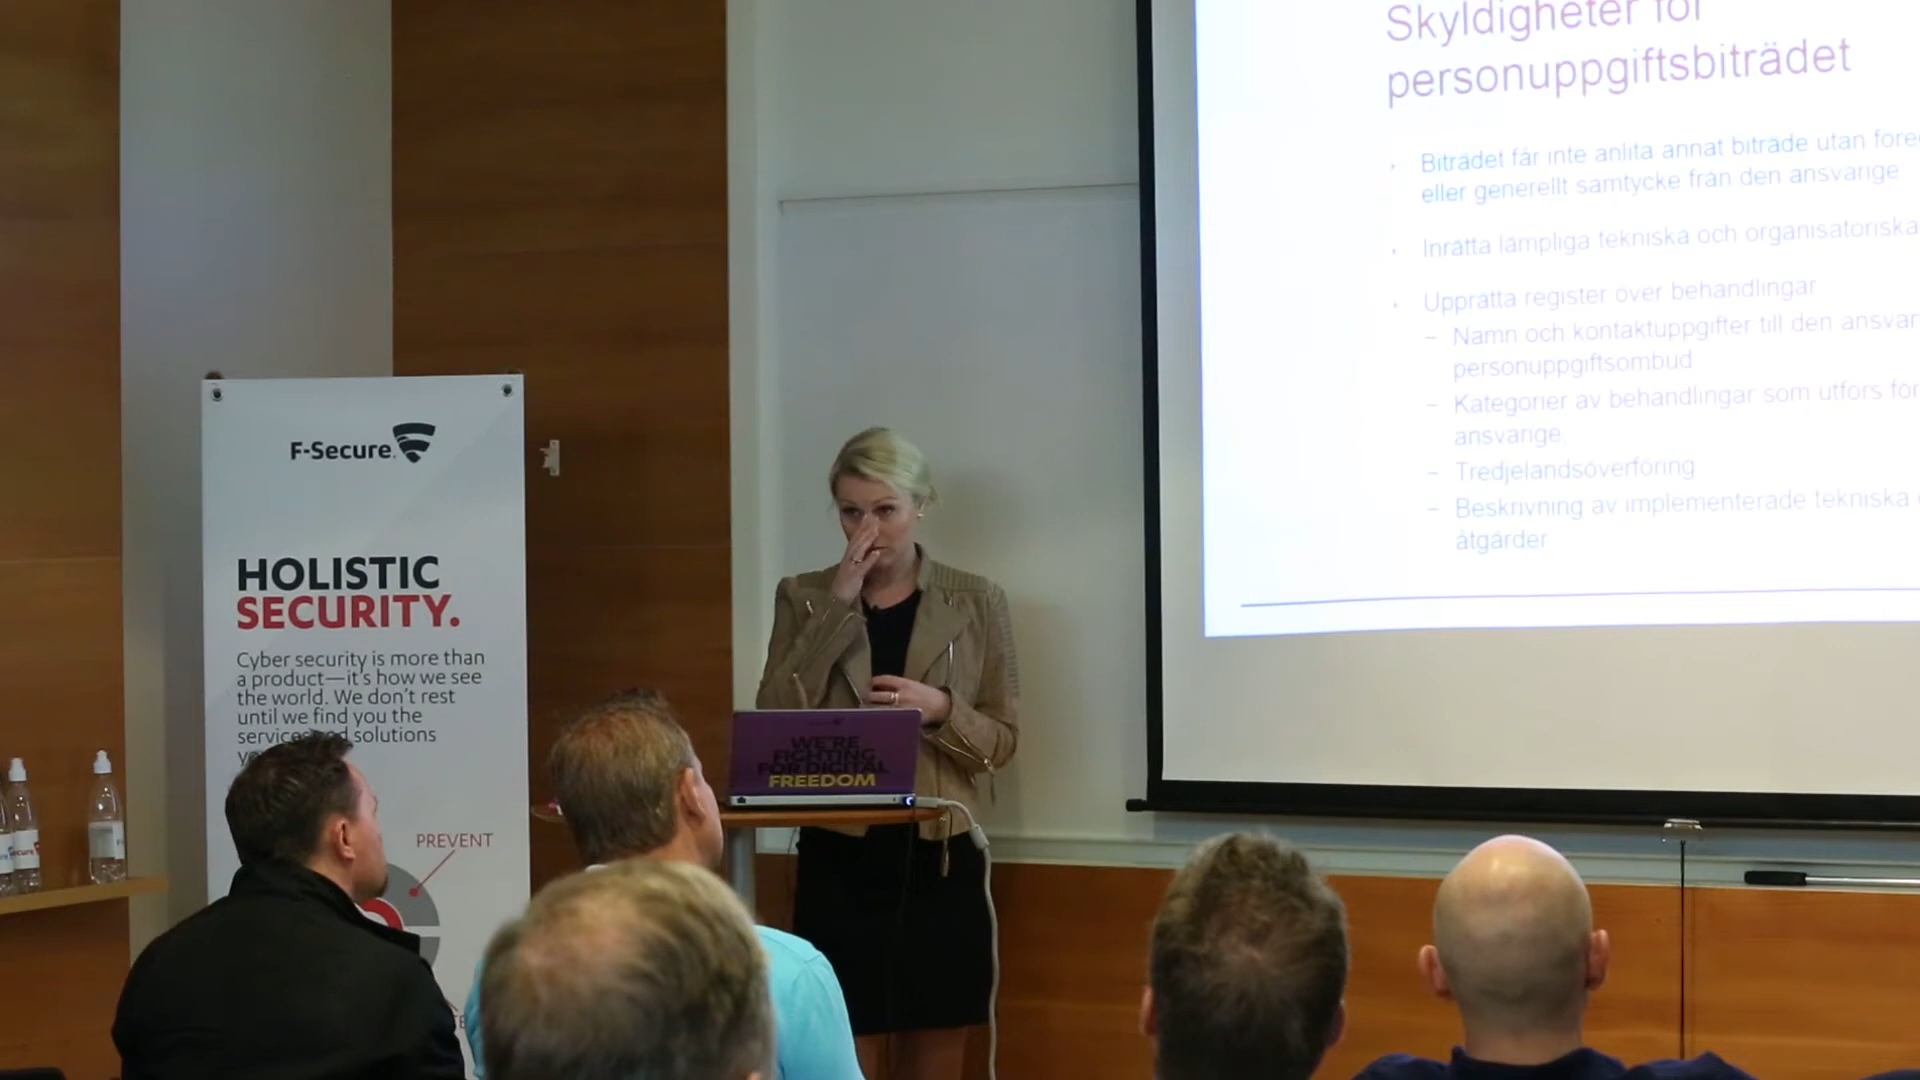 F-Secure.
HOLISTIC
SECURITY.
Cyber security is more than
a product—it's how we see
the world. We don't rest
until we find you the
solutions
PREVENT
WE'RE
FIGHTING
FOR DIGITAL
FREEDOM
Skyldigheter för
personuppgiftsbiträdet
Biträdet får inte anlita annat biträde utan
eller generellt samtycke från den ansvarige
Inrätta lämpliga tekniska och organisatoriska
Upprätta register över behandlingar
– Namn och kontaktuppgifter till den
personuppgiftsombud
– Kategorier av behandlingar som utförs för
ansvarige.
– Tredjelandsöverföring
– Beskrivning av implementerade tekniska
åtgärder